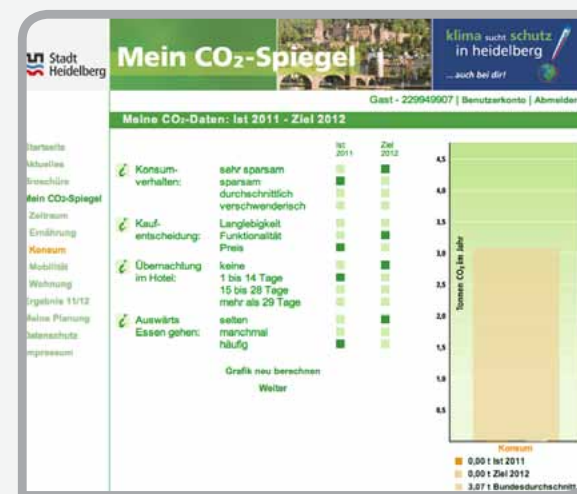 Stadt
Heidelberg
Mein CO₂-Spiegel
klima sucht schutz
in heidelberg
... auch bei dir!
Gast - 229949907 | Benutzerkonto | Abmelden
Meine CO₂-Daten: Ist 2011 - Ziel 2012
Startseite
Aktuelles
Broschüre
Mein CO₂-Spiegel
Zeitraum
Ernährung
Konsum
Mobilität
Wohnung
Ergebnis 11/12
Meine Planung
Datenschutz
Impressum
Ist
2011
Ziel
2012
i Konsum-
verhalten:
sehr sparsam
sparsam
durchschnittlich
verschwenderisch
i Kauf-
entscheidung:
Langlebigkeit
Funktionalität
Preis
i Übernachtung
im Hotel:
keine
1 bis 14 Tage
15 bis 28 Tage
mehr als 29 Tage
i Auswärts
Essen gehen:
selten
manchmal
häufig
Grafik neu berechnen
Weiter
Tonnen CO₂ im Jahr
4,5
4,0
3,5
3,0
2,5
2,0
1,5
1,0
0,5
Konsum
0,00 t Ist 2011
0,00 t Ziel 2012
3,07 t Bundesdurchschnitt